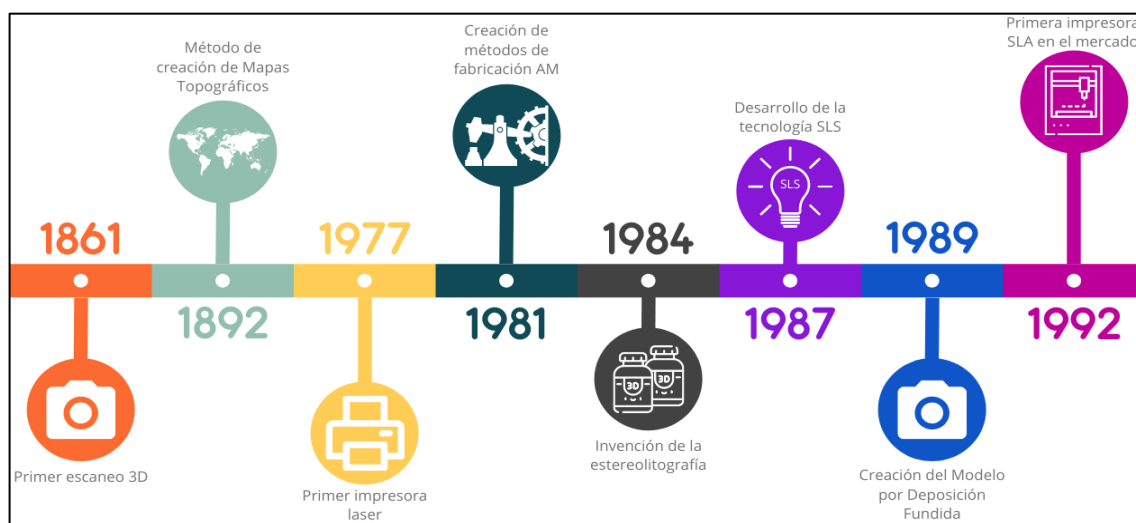 1861
Primer escaneo 3D
Método de
creación de Mapas
Topográficos
1892
1977
Primer impresora
laser
Creación de
métodos de
fabricación AM
1981
1984
3D
Invención de la
estereolitografía
Desarrollo de la
tecnología SLS
SLS
1987
1989
Creación del Modelo
por Deposición
Fundida
Primera impresora
SLA en el mercado
1992